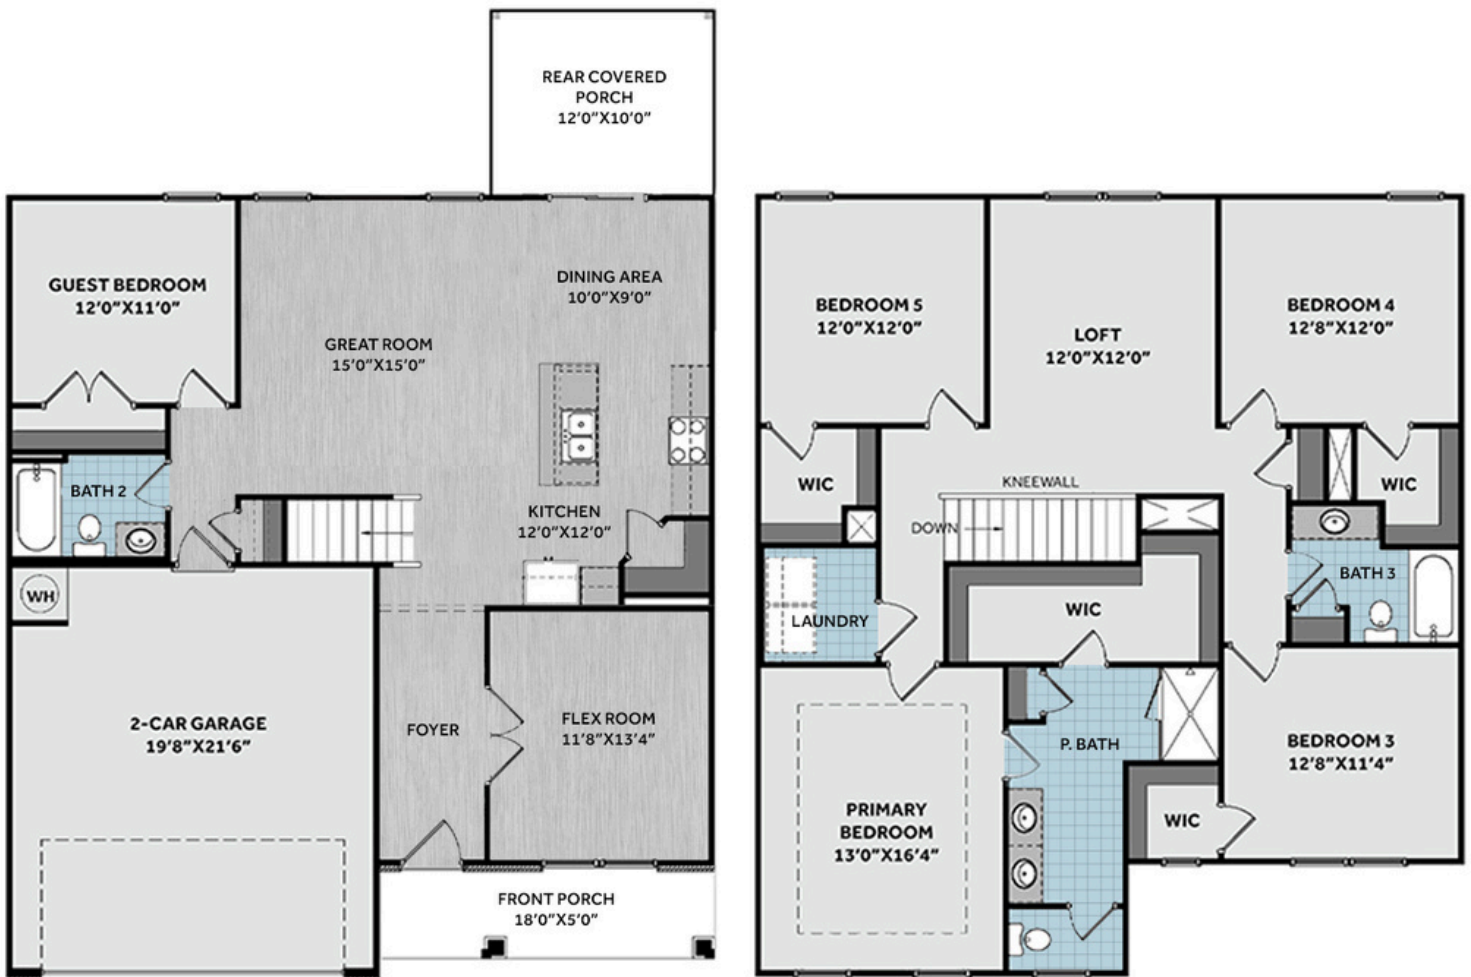 REAR COVERED
PORCH
12'0"X10'0"
GUEST BEDROOM
12'0"X11'0"
GREAT ROOM
15'0"X15'0"
DINING AREA
10'0"X9'0"
BATH 2
KITCHEN
12'0"X12'0"
WH
2-CAR GARAGE
19'8"X21'6"
FOYER
FLEX ROOM
11'8"X13'4"
FRONT PORCH
18'0"X5'0"
BEDROOM 5
12'0"X12'0"
LOFT
12'0"X12'0"
BEDROOM 4
12'8"X12'0"
WIC
KNEEWALL
DOWN
WIC
LAUNDRY
WIC
BATH 3
P. BATH
BEDROOM 3
12'8"X11'4"
PRIMARY
BEDROOM
13'0"X16'4"
WIC